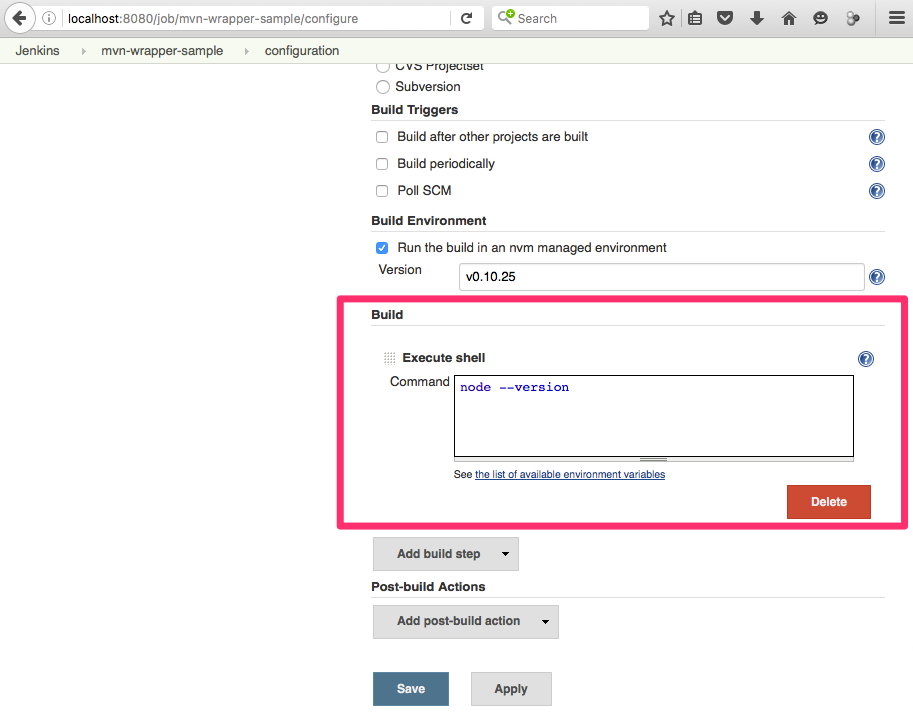 localhost:8080/job/mvn-wrapper-sample/configure
Search
Jenkins mvn-wrapper-sample configuration
CVS Projectset
Subversion
Build Triggers
Build after other projects are built
Build periodically
Poll SCM
Build Environment
Run the build in an nvm managed environment
Version v0.10.25
Build
Execute shell
Command node --version
See the list of available environment variables
Delete
Add build step
Post-build Actions
Add post-build action
Save Apply